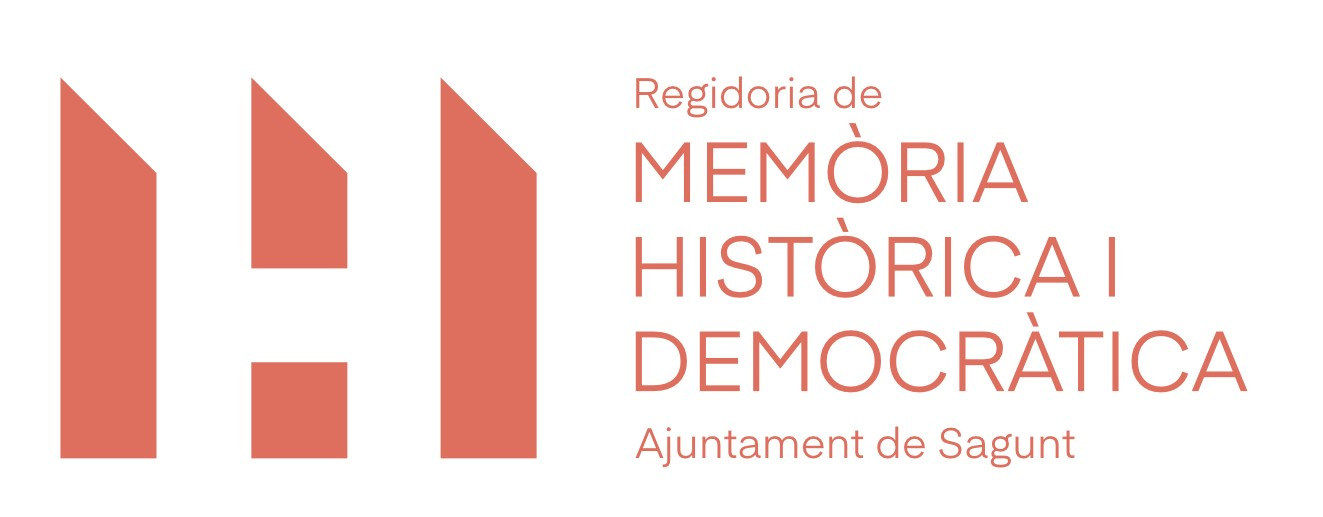 Regidoria de
MEMÒRIA
HISTÒRICA I
DEMOCRÀTICA
Ajuntament de Sagunt